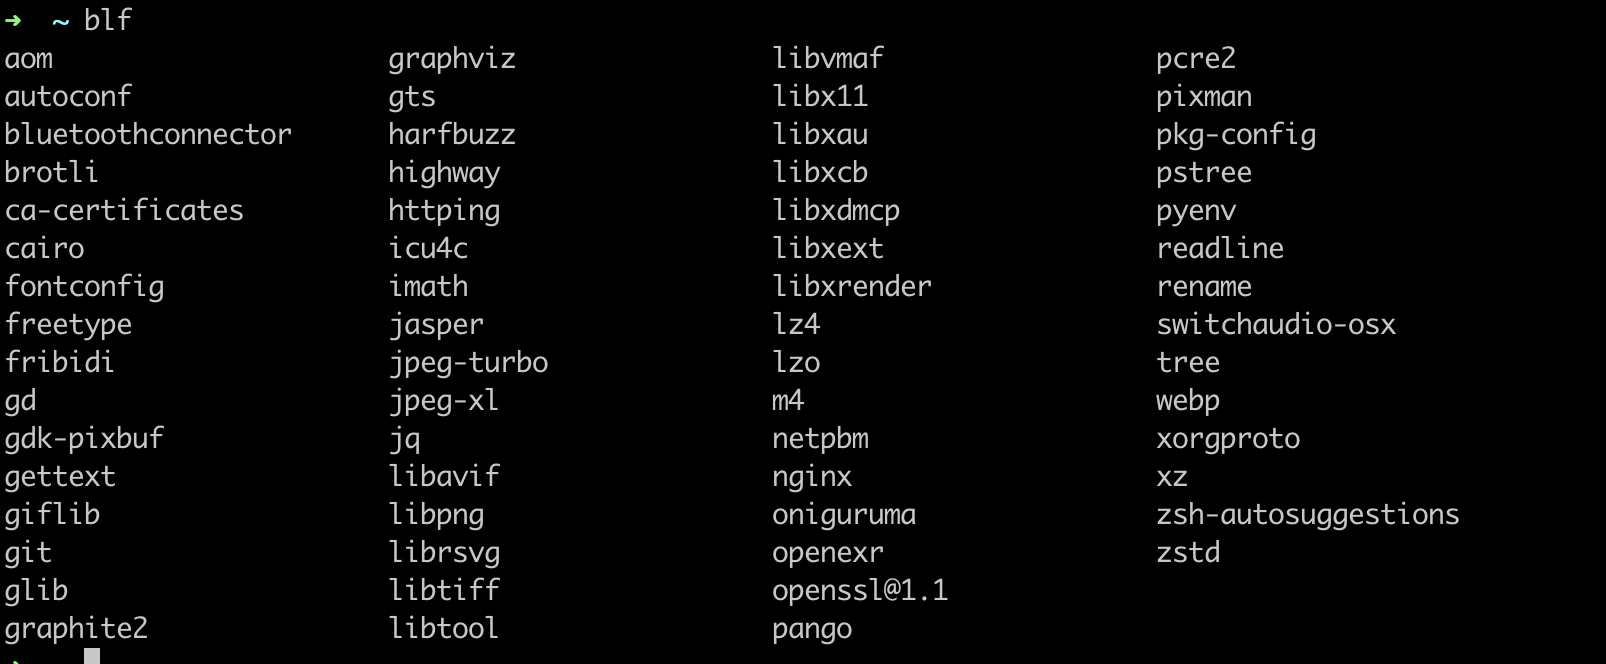 ➜ ~ blf
aom graphviz libvmaf pcre2
autoconf gts libx11 pixman
bluetoothconnector harfbuzz libxau pkg-config
brotli highway libxcb pstree
ca-certificates httping libxdmcp pyenv
cairo icu4c libxext readline
fontconfig imath libxrender rename
freetype jasper lz4 switchaudio-osx
fribidi jpeg-turbo lzo tree
gd jpeg-xl m4 webp
gdk-pixbuf jq netpbm xorgproto
gettext libavif nginx xz
giflib libpng oniguruma zsh-autosuggestions
git librsvg openexr zstd
glib libtiff openssl@1.1
graphite2 libtool pango